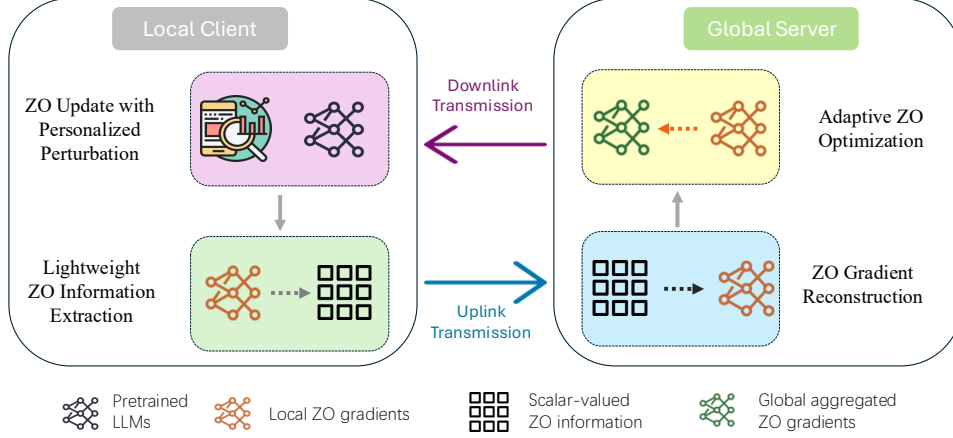 Local Client
Global Server
ZO Update with
Personalized
Perturbation
Downlink
Transmission
Adaptive ZO
Optimization
Lightweight
ZO Information
Extraction
Uplink
Transmission
ZO Gradient
Reconstruction
Pretrained
LLMs
Local ZO gradients
Scalar-valued
ZO information
Global aggregated
ZO gradients